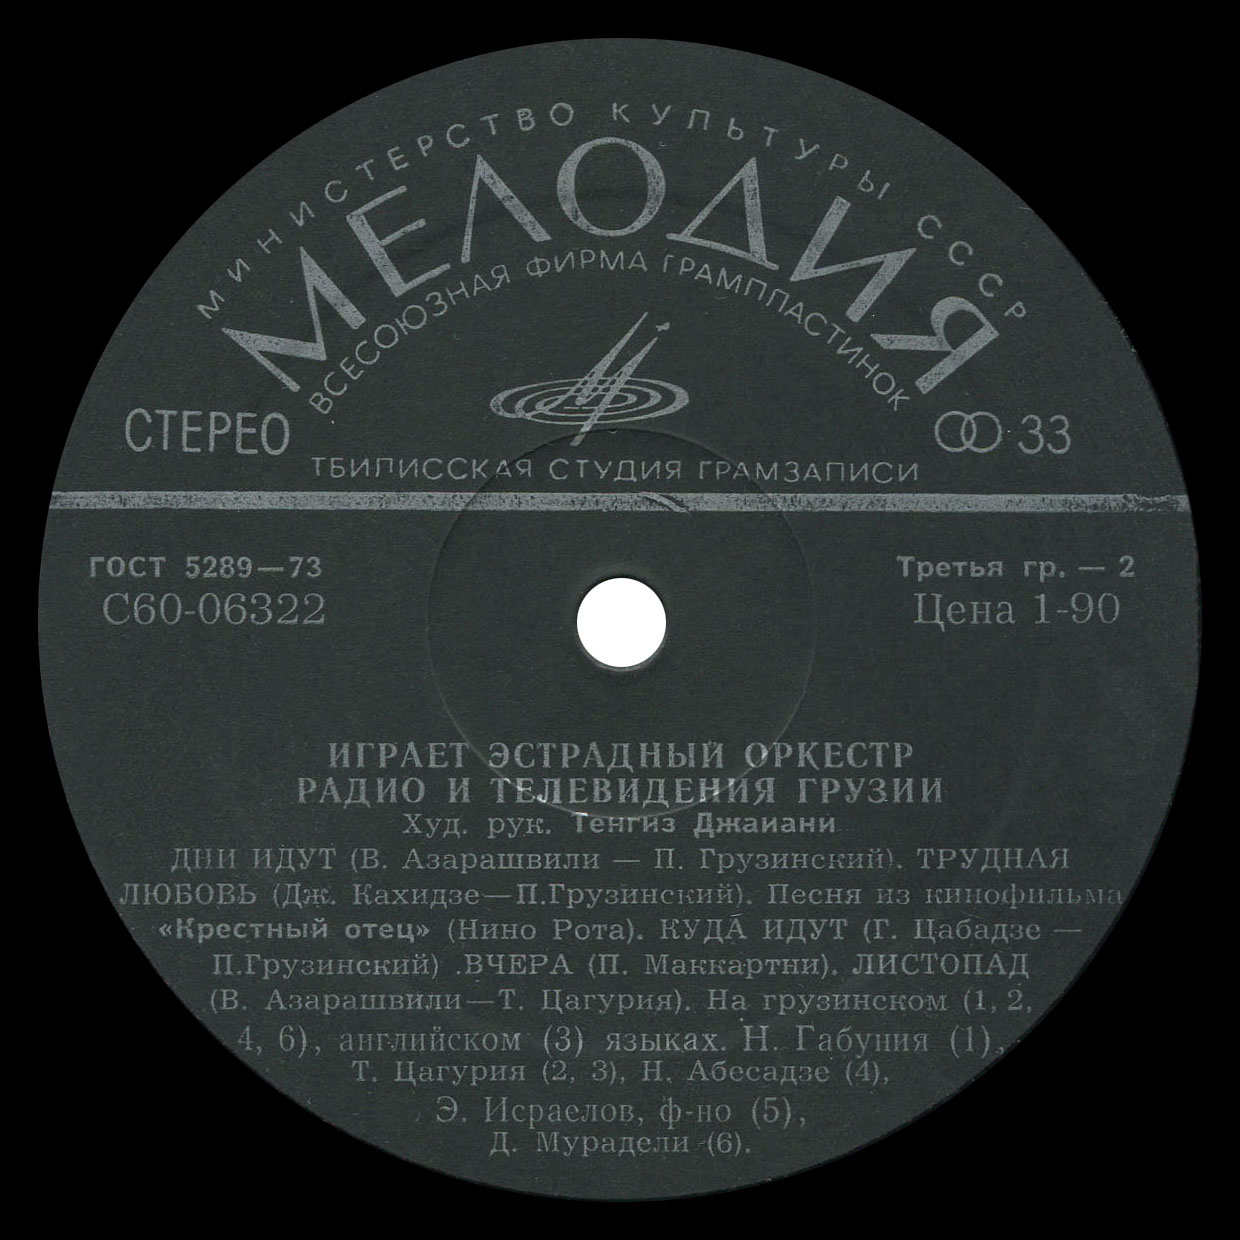 МИНИСТЕРСТВО КУЛЬТУРЫ СССР
МЕЛОДИЯ
ВСЕСОЮЗНАЯ ФИРМА ГРАМПЛАСТИНОК
СТЕРЕО 33
ТБИЛИССКАЯ СТУДИЯ ГРАМЗАПИСИ
ГОСТ 5289—73 Третья гр. — 2
С60-06322 Цена 1-90
ИГРАЕТ ЭСТРАДНЫЙ ОРКЕСТР
РАДИО И ТЕЛЕВИДЕНИЯ ГРУЗИИ
Худ. рук. Тенгиз Джаиани
ДНИ ИДУТ (В. Азарашвили — П. Грузинский). ТРУДНАЯ
ЛЮБОВЬ (Дж. Кахидзе—П.Грузинский). Песня из кинофильма
«Крестный отец» (Нино Рота). КУДА́ ИДУТ (Г. Цабадзе —
П.Грузинский) .ВЧЕРА (П. Маккартни). ЛИСТОПАД
(В. Азарашвили—Т. Цагурия). На грузинском (1, 2,
4, 6), английском (3) языках. Н. Габуния (1),
Т. Цагурия (2, 3), Н. Абесадзе (4),
Э. Исраелов, ф-но (5),
Д. Мурадели (6).